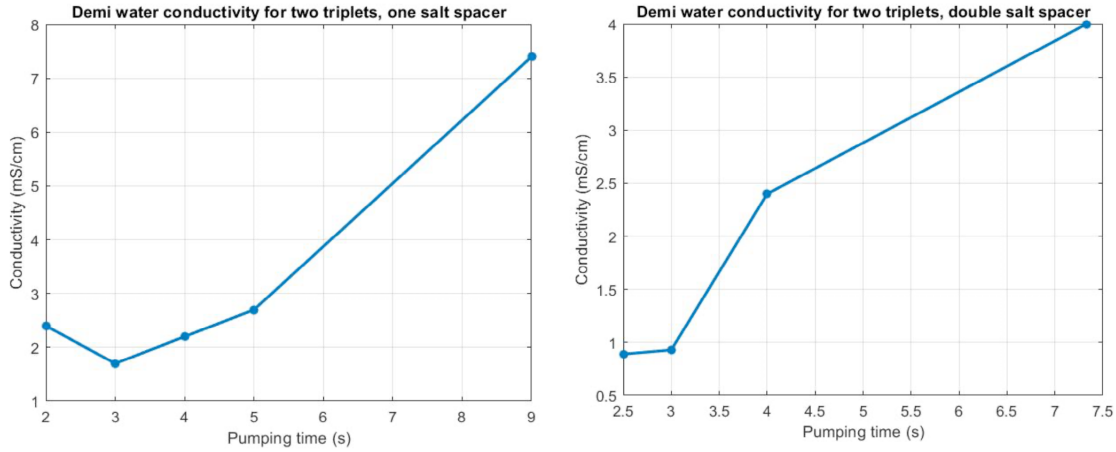 Demi water conductivity for two triplets, one salt spacer
8
7
6
5
4
3
2
1
Conductivity (mS/cm)
2 3 4 5 6 7 8 9
Pumping time (s)
Demi water conductivity for two triplets, double salt spacer
4
3.5
3
2.5
2
1.5
1
0.5
Conductivity (mS/cm)
2.5 3 3.5 4 4.5 5 5.5 6 6.5 7 7.5
Pumping time (s)